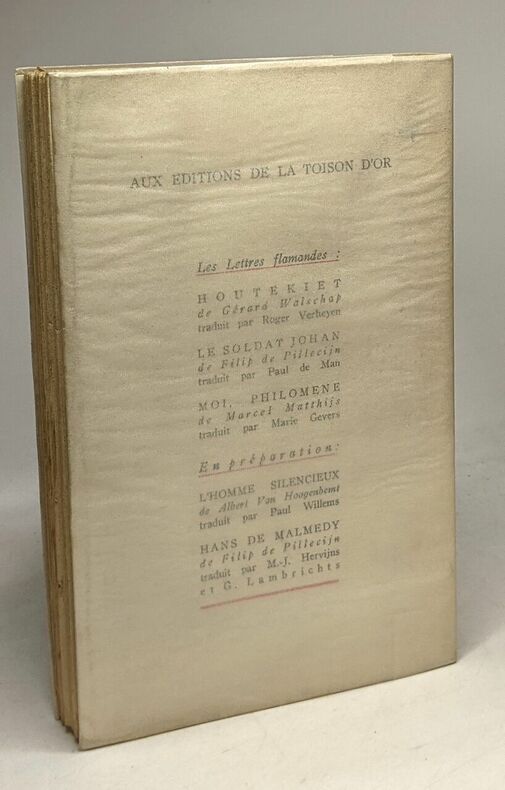 AUX EDITIONS DE LA TOISON D'OR
Les Lettres flamandes :
HOUTEKIET
de Gérard Walschap
traduit par Roger Verheyen
LE SOLDAT JOHAN
de Filip de Pillecijn
traduit par Paul de Man
MOI, PHILOMENE
de Marcel Matthijs
traduit par Marie Gevers
En préparation:
L'HOMME SILENCIEUX
de Albert Van Hoogenbemt
traduit par Paul Willems
HANS DE MALMEDY
de Filip de Pillecijn
traduit par M.-J. Hervijns
et G. Lambrichts